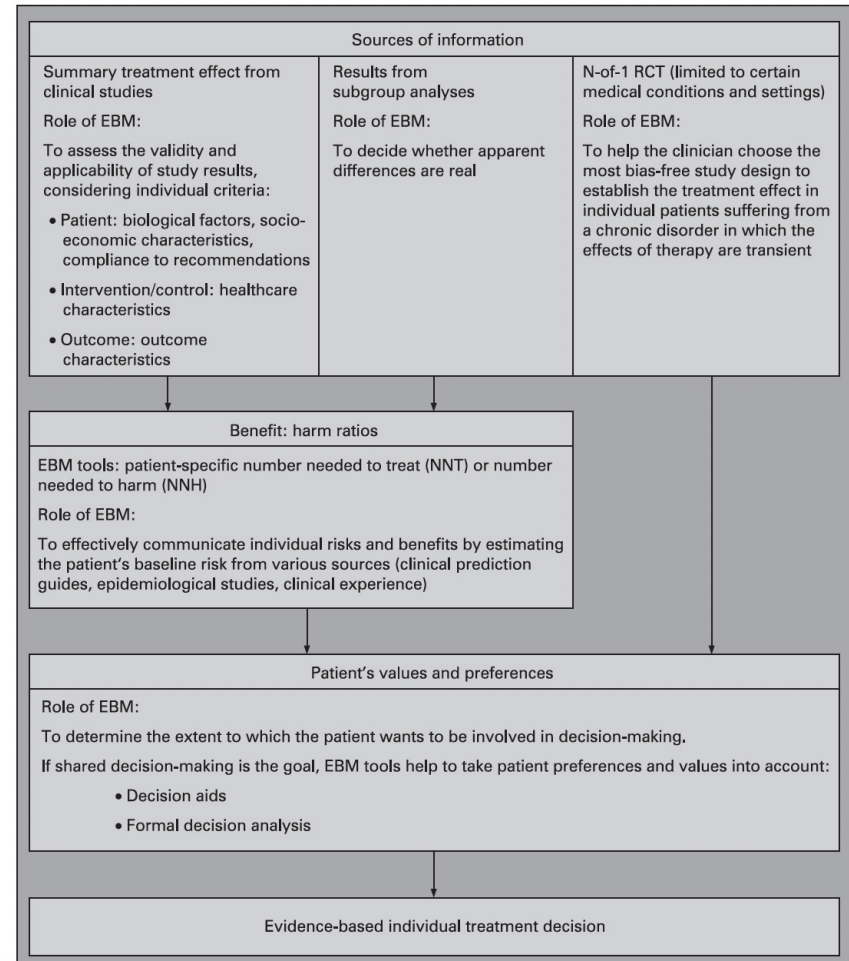 Sources of information
Summary treatment effect from
clinical studies
Role of EBM:
To assess the validity and
applicability of study results,
considering individual criteria:
• Patient: biological factors, socio-
economic characteristics,
compliance to recommendations
• Intervention/control: healthcare
characteristics
• Outcome: outcome
characteristics
Results from
subgroup analyses
Role of EBM:
To decide whether apparent
differences are real
N-of-1 RCT (limited to certain
medical conditions and settings)
Role of EBM:
To help the clinician choose the
most bias-free study design to
establish the treatment effect in
individual patients suffering from
a chronic disorder in which the
effects of therapy are transient
Benefit: harm ratios
EBM tools: patient-specific number needed to treat (NNT) or number
needed to harm (NNH)
Role of EBM:
To effectively communicate individual risks and benefits by estimating
the patient's baseline risk from various sources (clinical prediction
guides, epidemiological studies, clinical experience)
Patient's values and preferences
Role of EBM:
To determine the extent to which the patient wants to be involved in decision-making.
If shared decision-making is the goal, EBM tools help to take patient preferences and values into account:
• Decision aids
• Formal decision analysis
Evidence-based individual treatment decision